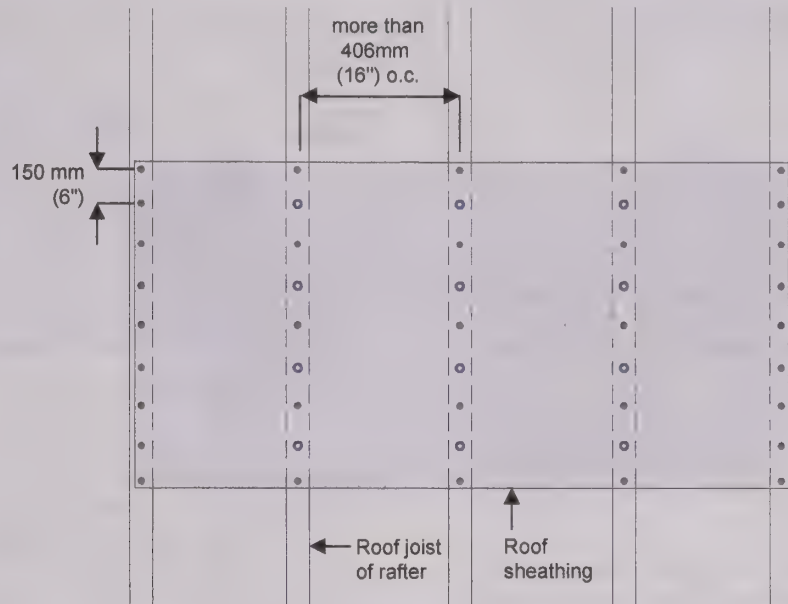 more than
406mm
(16") o.c.
150 mm
(6")
Roof joist
of rafter
Roof
sheathing